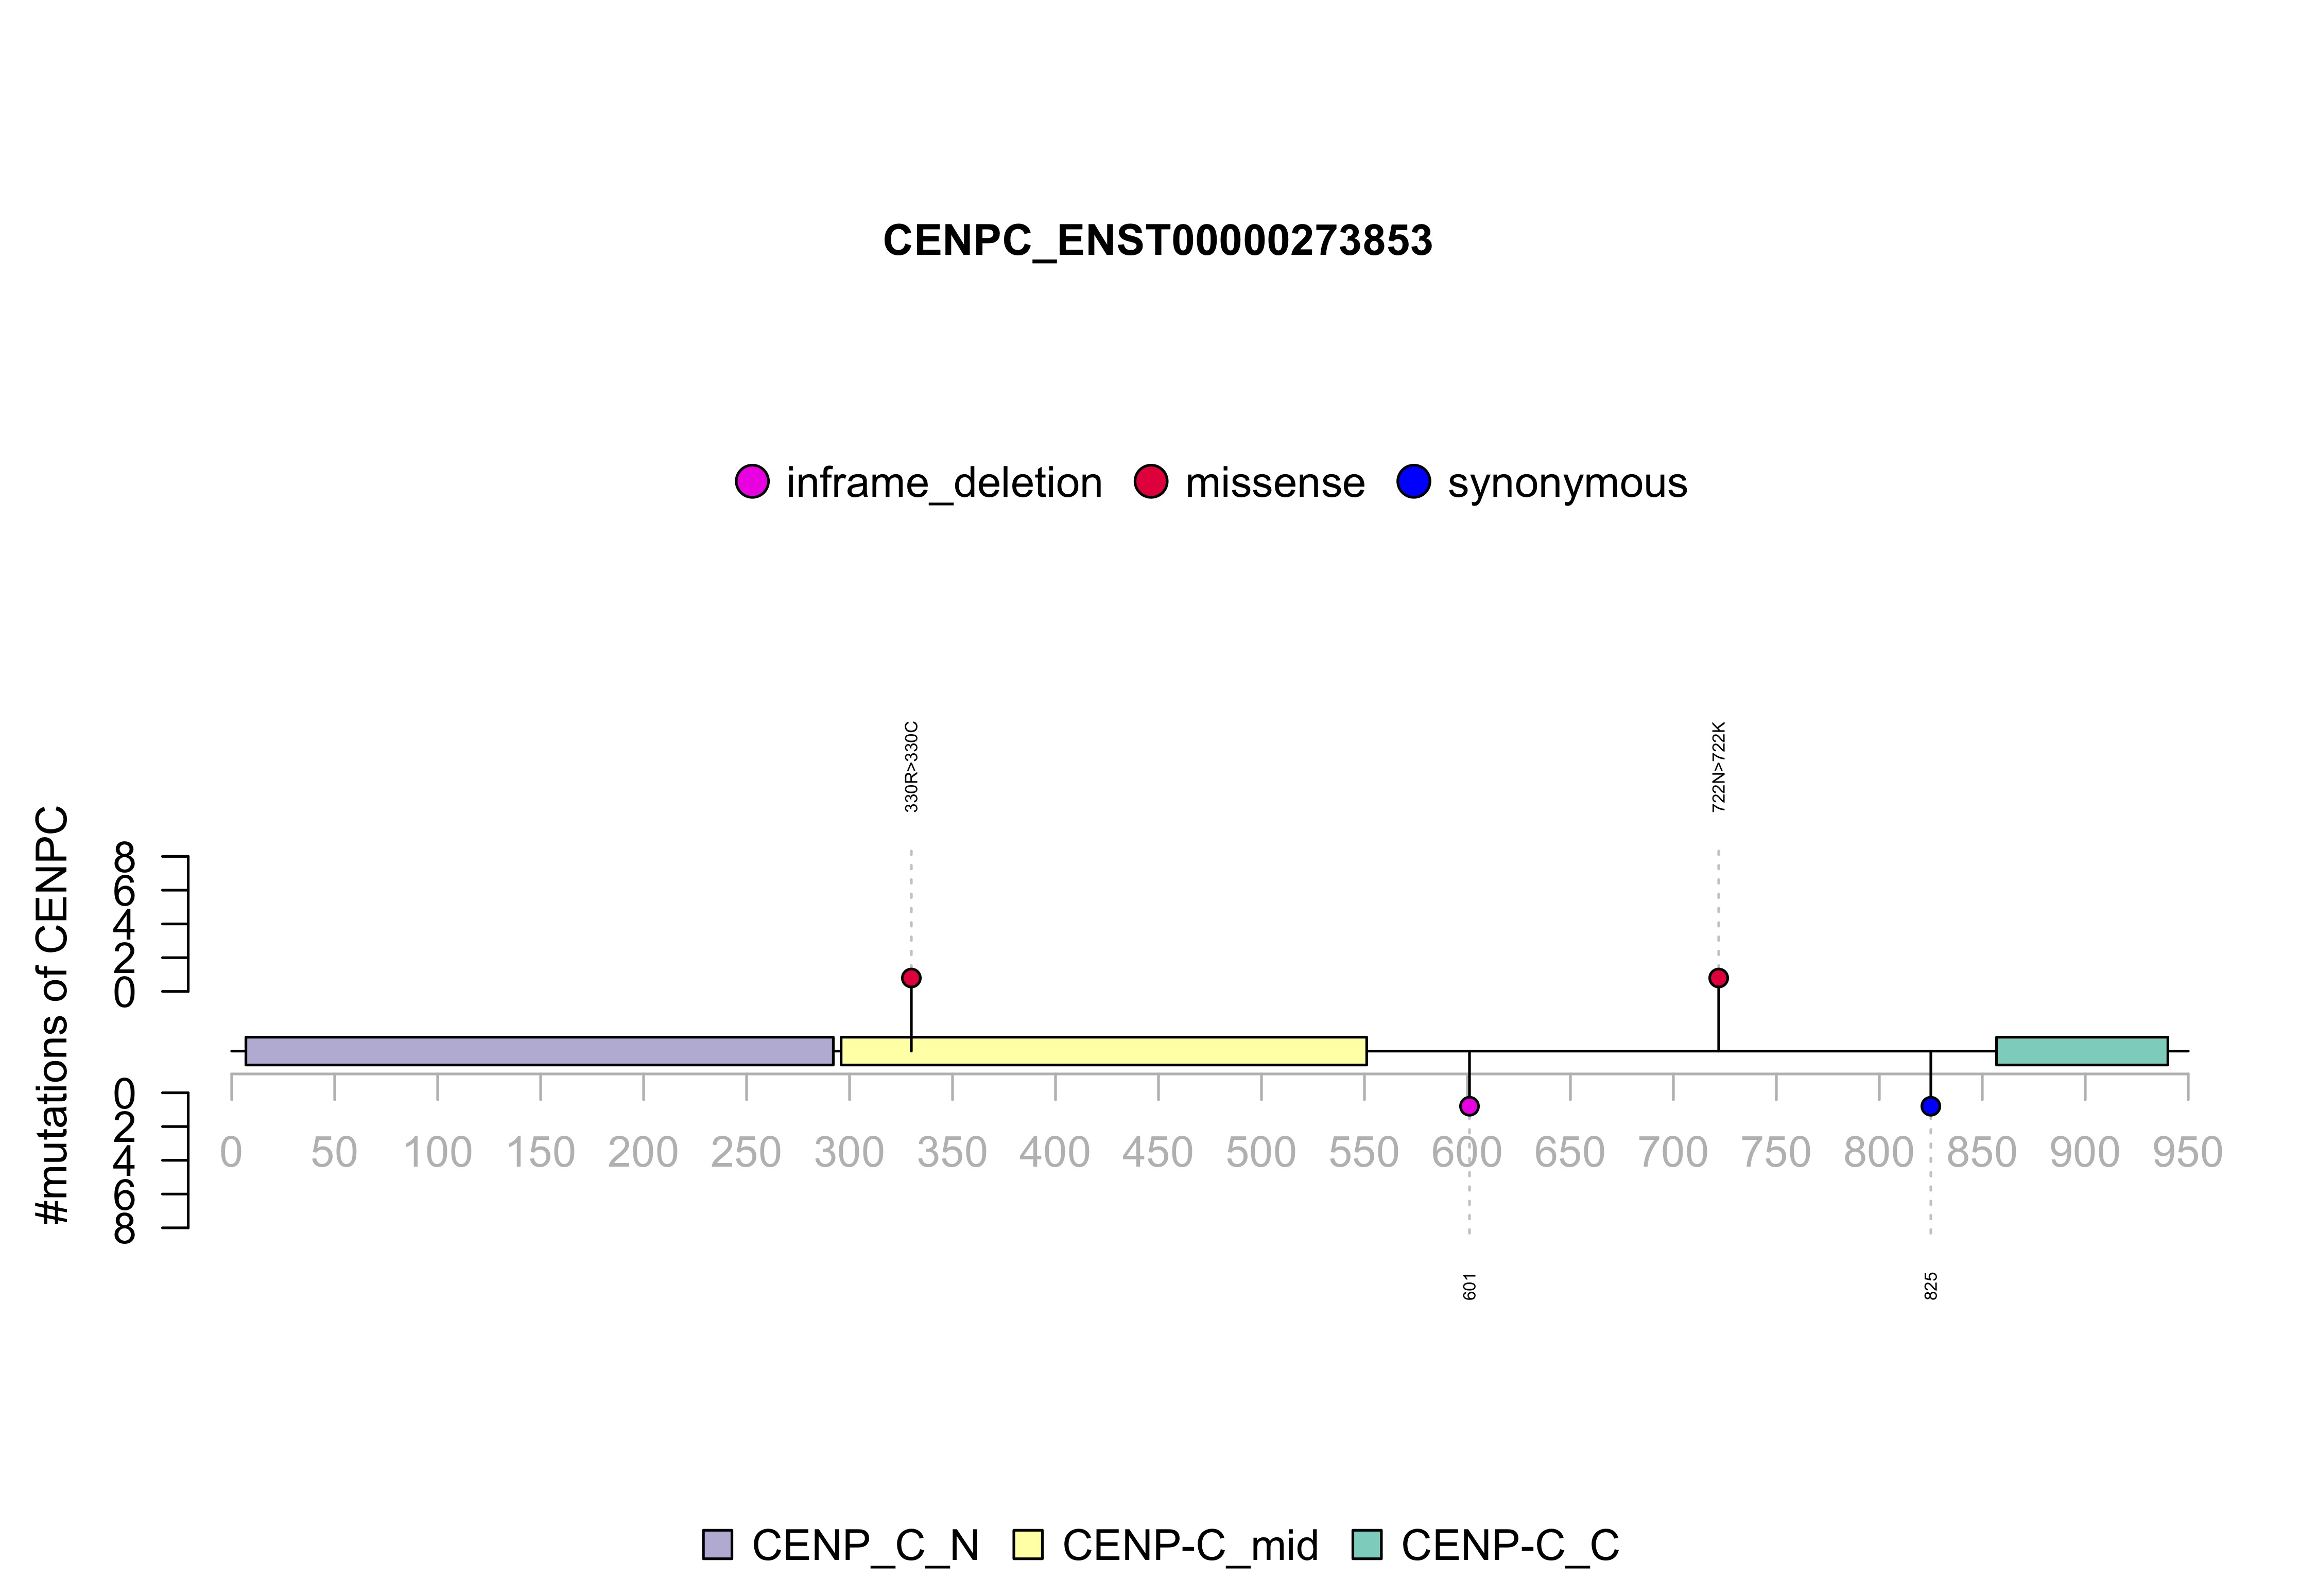 CENPC_ENST00000273853
inframe_deletion missense synonymous
330R>330C
722N>722K
#mutations of CENPC
8
6
4
2
0
0
2
4
6
8
0 50 100 150 200 250 300 350 400 450 500 550 600 650 700 750 800 850 900 950
601
825
CENP_C_N CENP-C_mid CENP-C_C